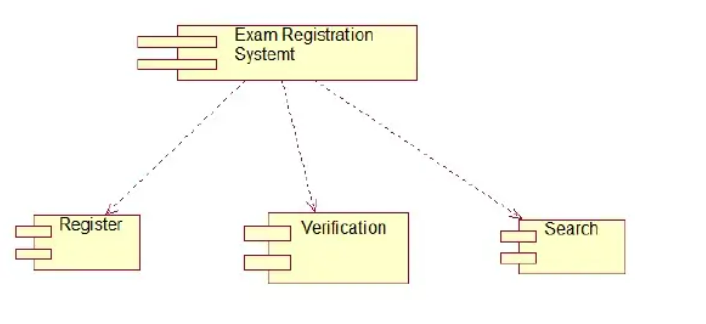 Exam Registration
Systemt
Register
Verification
Search